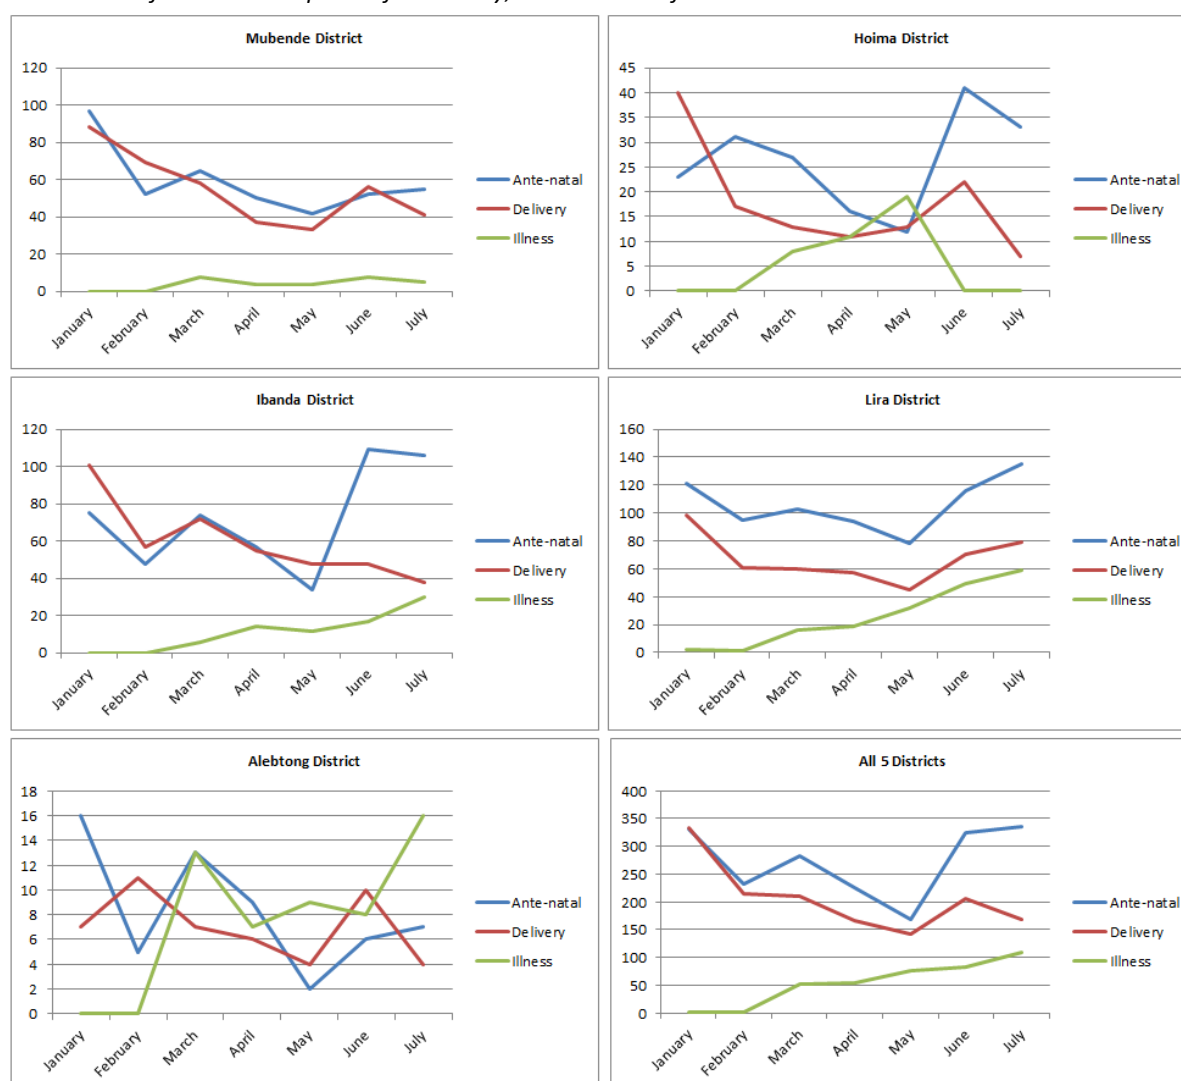 Mubende District
120
100
80
60
40
20
0
January
February
March
April
May
June
July
Ante-natal
Delivery
Illness
Hoima District
45
40
35
30
25
20
15
10
5
0
January
February
March
April
May
June
July
Ante-natal
Delivery
Illness
Ibanda District
120
100
80
60
40
20
0
January
February
March
April
May
June
July
Ante-natal
Delivery
Illness
Lira District
160
140
120
100
80
60
40
20
0
January
February
March
April
May
June
July
Ante-natal
Delivery
Illness
Alebtong District
18
16
14
12
10
8
6
4
2
0
January
February
March
April
May
June
July
Ante-natal
Delivery
Illness
All 5 Districts
400
350
300
250
200
150
100
50
0
January
February
March
April
May
June
July
Ante-natal
Delivery
Illness